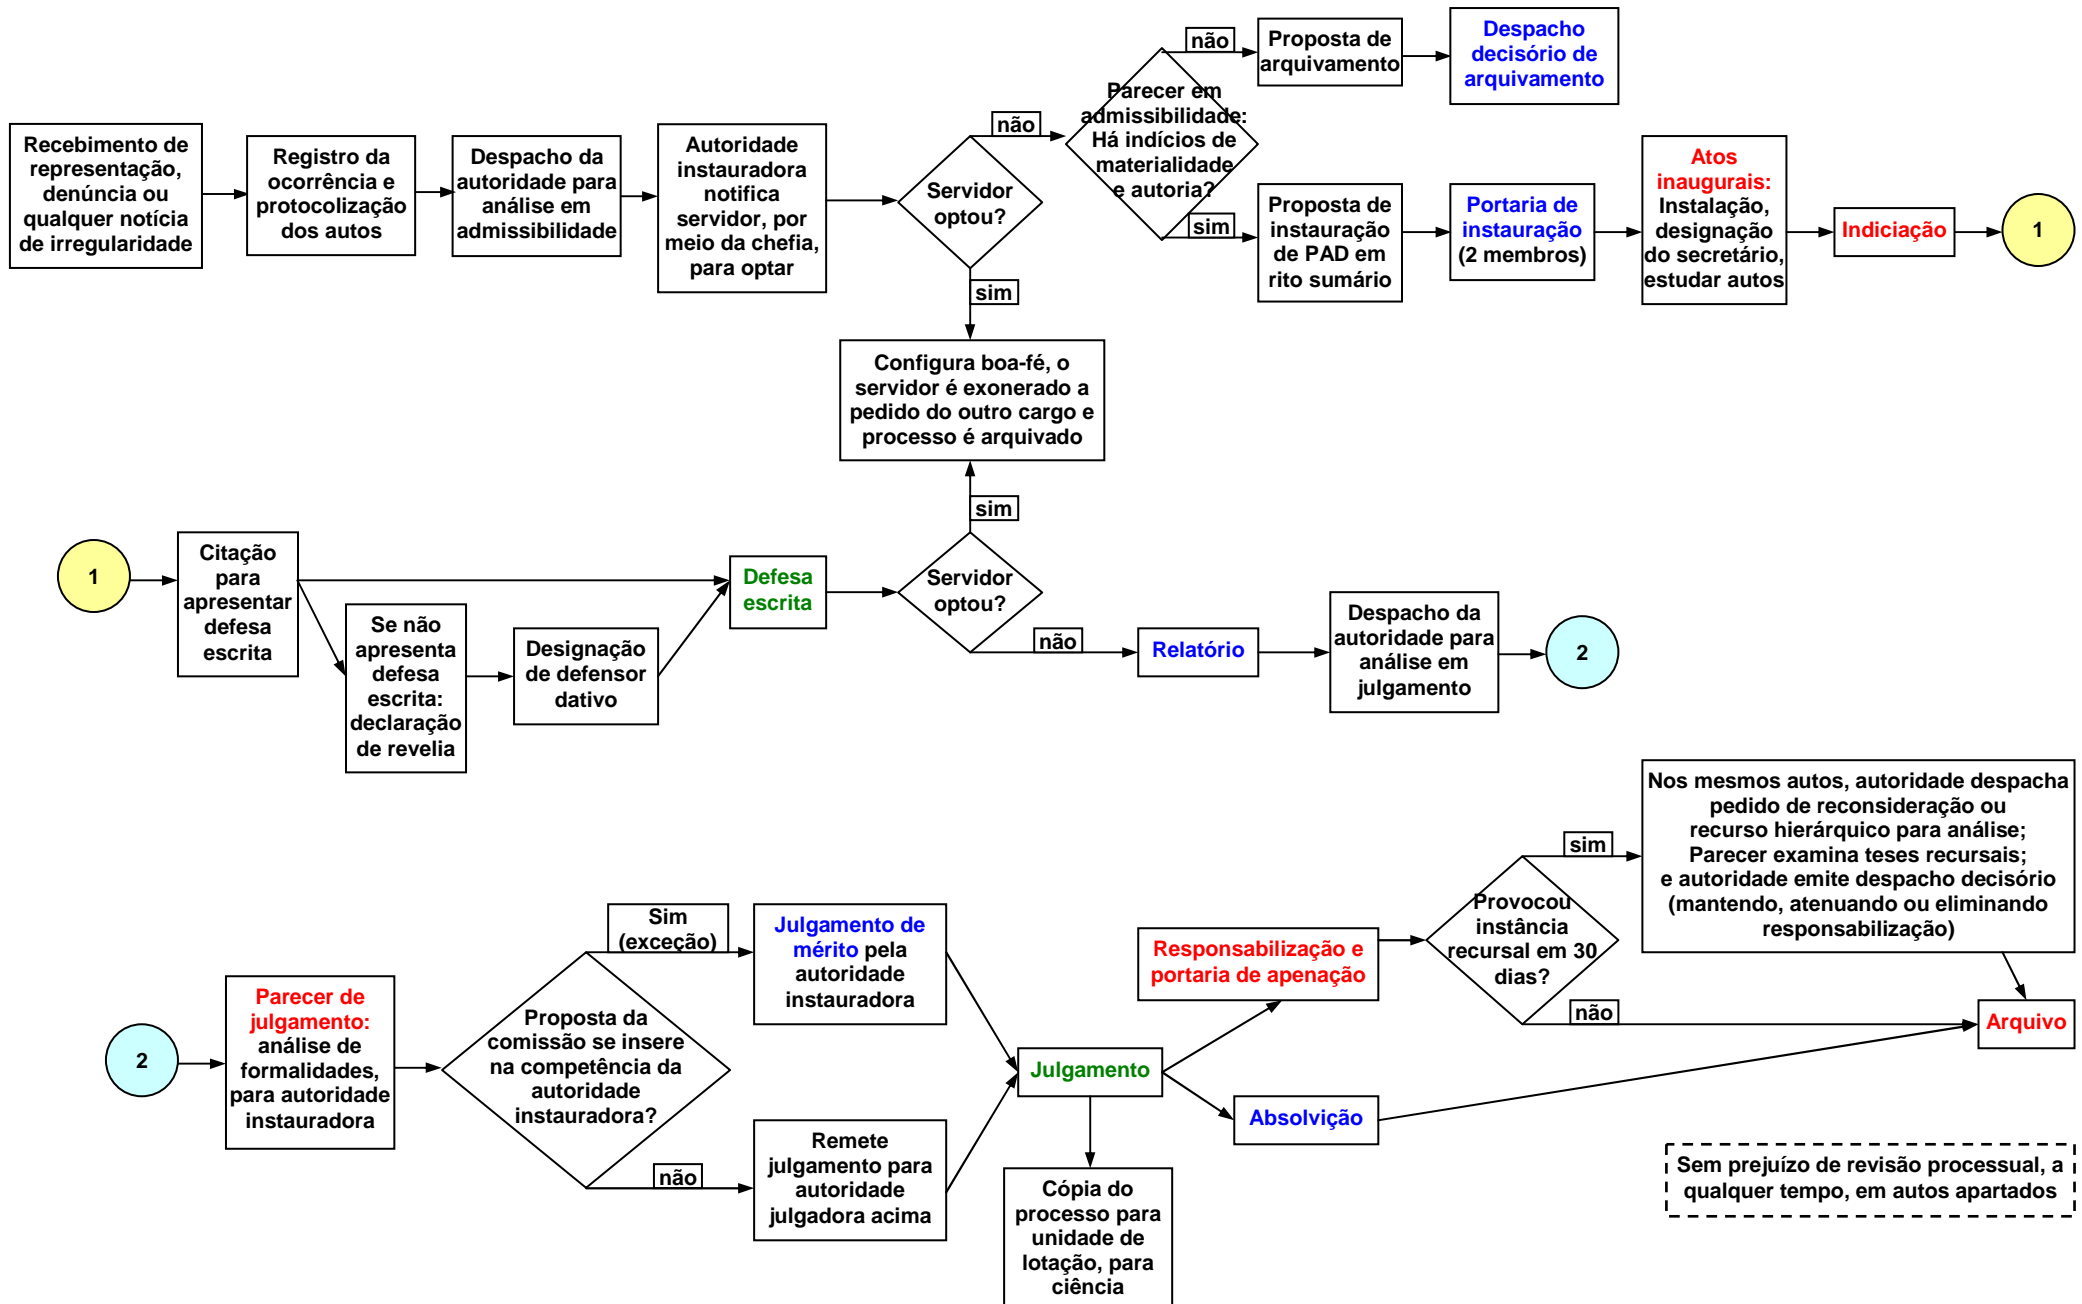 Recebimento de
representação,
denúncia ou
qualquer notícia
de irregularidade
Registro da
ocorrência e
protocolização
dos autos
Despacho da
autoridade para
análise em
admissibilidade
Autoridade
instauradora
notifica
servidor, por
meio da chefia,
para optar
Servidor
optou?
não
sim
Parecer em
admissibilidade:
Há indícios de
materialidade
e autoria?
não
Proposta de
arquivamento
Despacho
decisório de
arquivamento
sim
Proposta de
instauração
de PAD em
rito sumário
Portaria de
instauração
(2 membros)
Atos
inaugurais:
Instalação,
designação
do secretário,
estudar autos
Indiciação
1
Configura boa-fé, o
servidor é exonerado a
pedido do outro cargo e
processo é arquivado
sim
1
Citação
para
apresentar
defesa
escrita
Se não
apresenta
defesa
escrita:
declaração
de revelia
Designação
de defensor
dativo
Defesa
escrita
Servidor
optou?
não
Relatório
Despacho da
autoridade para
análise em
julgamento
2
2
Parecer de
julgamento:
análise de
formalidades,
para autoridade
instauradora
Proposta da
comissão se insere
na competência da
autoridade
instauradora?
Sim
(exceção)
Julgamento de
mérito pela
autoridade
instauradora
não
Remete
julgamento para
autoridade
julgadora acima
Julgamento
Cópia do
processo para
unidade de
lotação, para
ciência
Responsabilização e
portaria de apenação
Absolvição
Provocou
instância
recursal em 30
dias?
sim
Nos mesmos autos, autoridade despacha
pedido de reconsideração ou
recurso hierárquico para análise;
Parecer examina teses recursais;
e autoridade emite despacho decisório
(mantendo, atenuando ou eliminando
responsabilização)
não
Arquivo
Sem prejuízo de revisão processual, a
qualquer tempo, em autos apartados